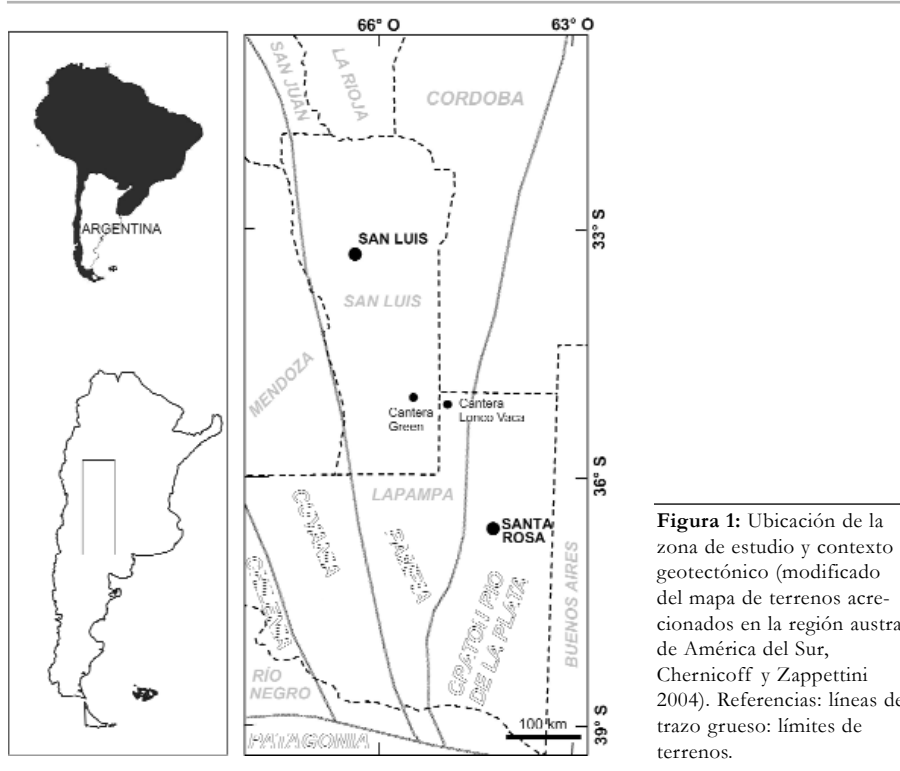 66° O
63° O
SAN JUAN
LA RIOJA
CORDOBA
ARGENTINA
33° S
SAN LUIS
SAN LUIS
MENDOZA
Cantera
Green
Cantera
Lonco Vaca
36° S
LAPAMPA
CUYANIA
PAMPIA
SANTA
ROSA
BUENOS AIRES
DE LA PLATA
RÍO
NEGRO
100 km
39° S
PATAGONIA
Figura 1: Ubicación de la
zona de estudio y contexto
geotectónico (modificado
del mapa de terrenos acre-
cionados en la región austra
de América del Sur,
Chernicoff y Zappettini
2004). Referencias: líneas de
trazo grueso: límites de
terrenos.